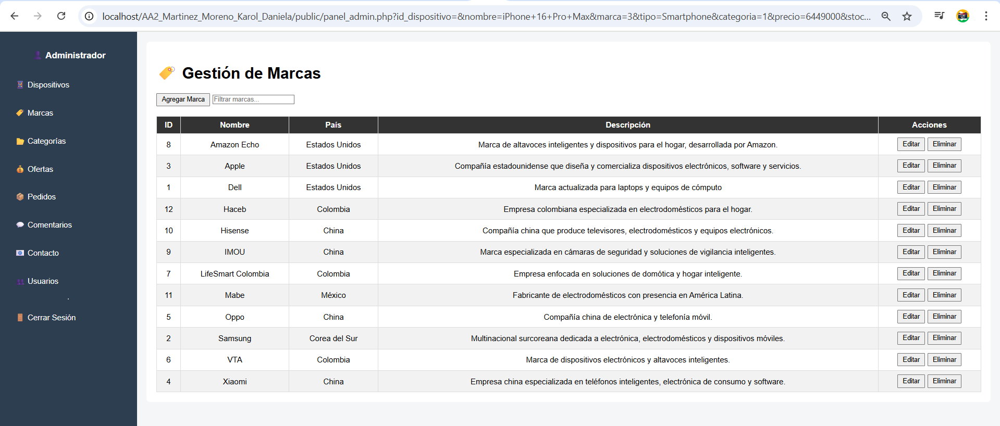 localhost/AA2_Martinez_Moreno_Karol_Daniela/public/panel_admin.php?id_dispositivo=&nombre=iPhone+16+Pro+Max&marca=3&tipo=Smartphone&categoria=1&precio=6449000&stoc...
Administrador
Dispositivos
Marcas
Categorías
Ofertas
Pedidos
Comentarios
Contacto
Usuarios
.
Cerrar Sesión
Gestión de Marcas
Agregar Marca Filtrar marcas...
ID Nombre País Descripción Acciones
8 Amazon Echo Estados Unidos Marca de altavoces inteligentes y dispositivos para el hogar, desarrollada por Amazon. Editar Eliminar
3 Apple Estados Unidos Compañía estadounidense que diseña y comercializa dispositivos electrónicos, software y servicios. Editar Eliminar
1 Dell Estados Unidos Marca actualizada para laptops y equipos de cómputo Editar Eliminar
12 Haceb Colombia Empresa colombiana especializada en electrodomésticos para el hogar. Editar Eliminar
10 Hisense China Compañía china que produce televisores, electrodomésticos y equipos electrónicos. Editar Eliminar
9 IMOU China Marca especializada en cámaras de seguridad y soluciones de vigilancia inteligentes. Editar Eliminar
7 LifeSmart Colombia Colombia Empresa enfocada en soluciones de domótica y hogar inteligente. Editar Eliminar
11 Mabe México Fabricante de electrodomésticos con presencia en América Latina. Editar Eliminar
5 Oppo China Compañía china de electrónica y telefonía móvil. Editar Eliminar
2 Samsung Corea del Sur Multinacional surcoreana dedicada a electrónica, electrodomésticos y dispositivos móviles. Editar Eliminar
6 VTA Colombia Marca de dispositivos electrónicos y altavoces inteligentes. Editar Eliminar
4 Xiaomi China Empresa china especializada en teléfonos inteligentes, electrónica de consumo y software. Editar Eliminar